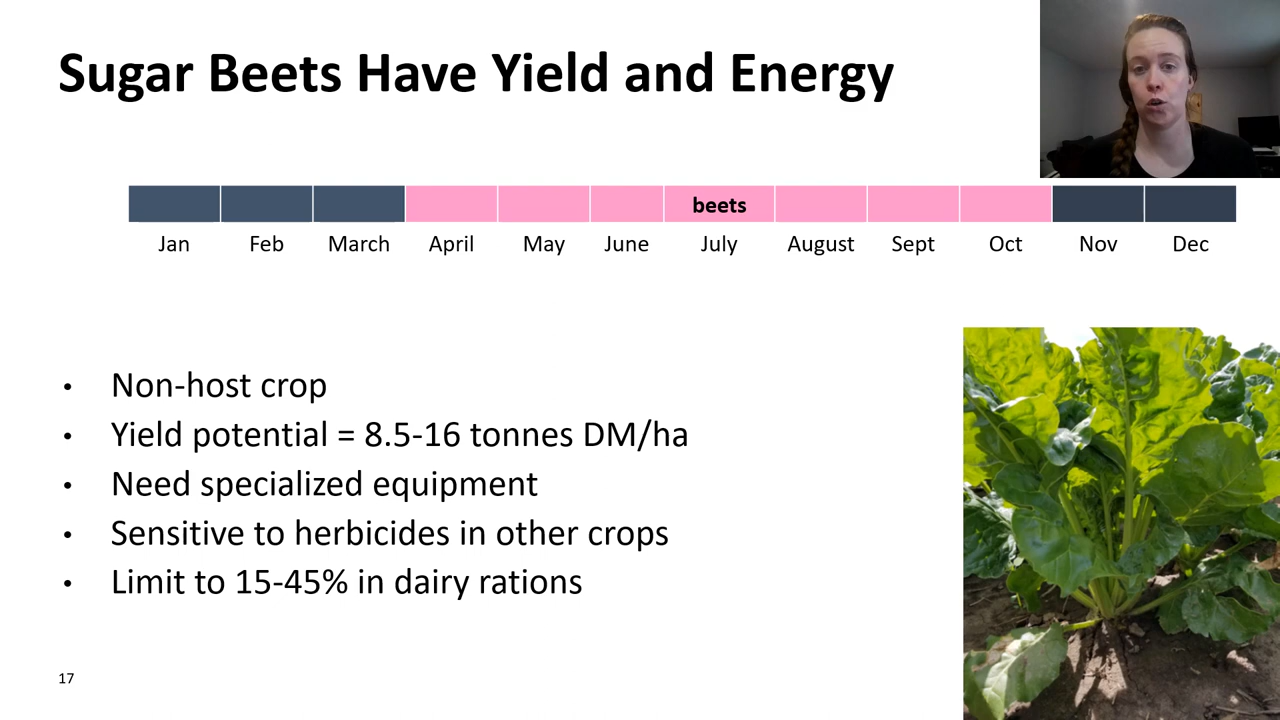 Sugar Beets Have Yield and Energy
beets
Jan Feb March April May June July August Sept Oct Nov Dec
• Non-host crop
• Yield potential = 8.5-16 tonnes DM/ha
• Need specialized equipment
• Sensitive to herbicides in other crops
• Limit to 15-45% in dairy rations
17